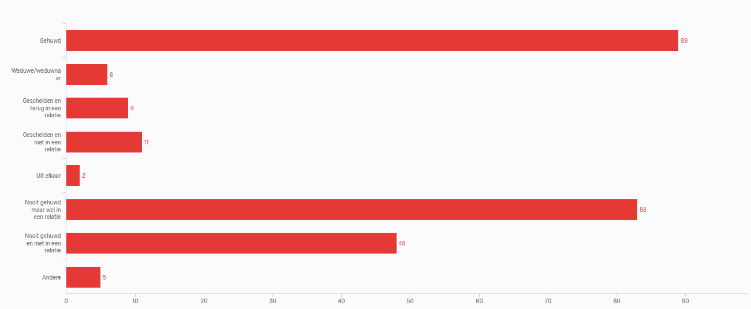 Gehuwd
89
Weduwe/weduwna
ar
6
Gescheiden en
terug in een
relatie
9
Gescheiden en
niet in een
relatie
11
Uit elkaar
2
Nooit gehuwd
maar wel in
een relatie
83
Nooit gehuwd
en niet in een
relatie
48
Andere
5
0 10 20 30 40 50 60 70 80 90